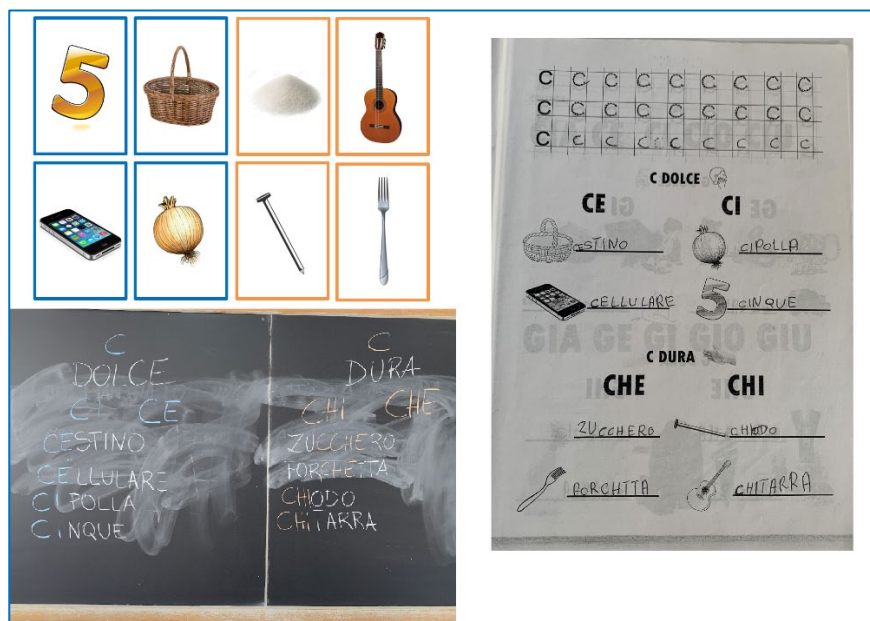 5
C
DOLCE
CI CE
CESTINO
CELLULARE
CIPOLLA
CINQUE
C
DURA
CHI CHE
ZUCCHERO
FORCHETTA
CHIODO
CHITARRA
C C C C C C C C C
C C C C C C C C C
C C C C C C C C C
C DOLCE
CE CI
CESTINO CIPOLLA
CELLULARE 5 CINQUE
GIA GE GI GIO GIU
C DURA
CHE CHI
ZUCCHERO CHIODO
FORCHTTA CHITARRA